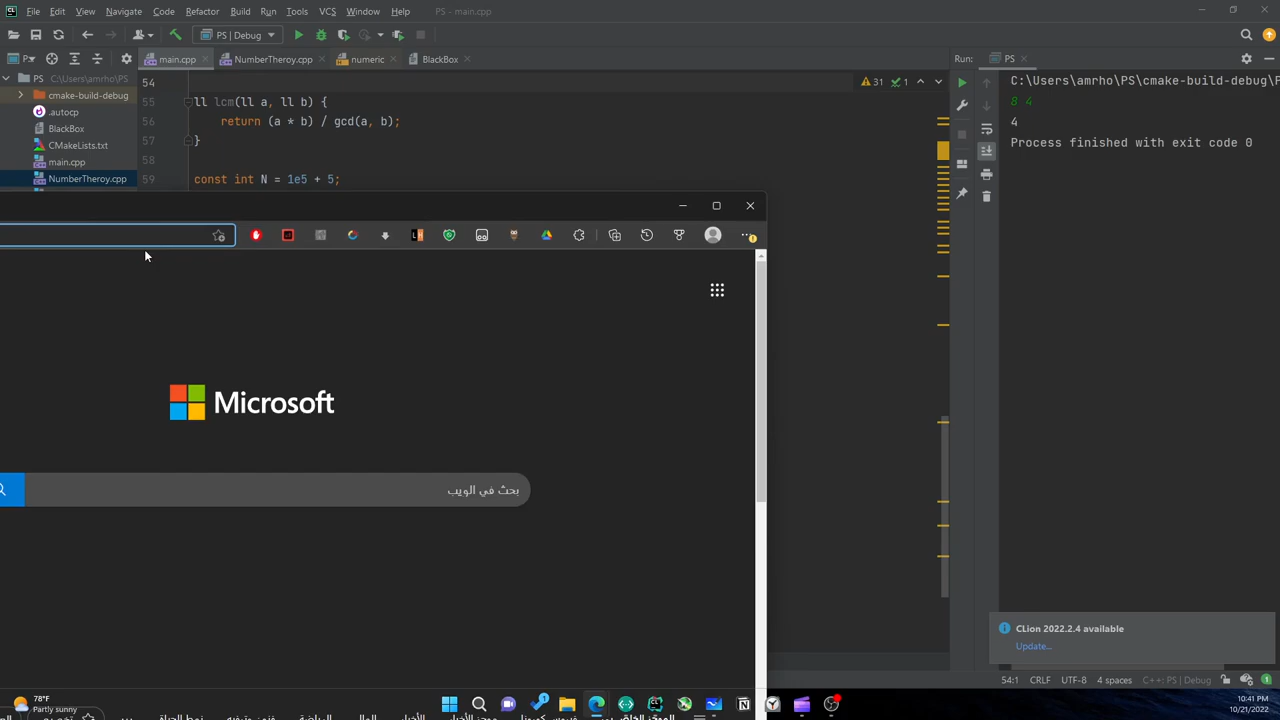 File Edit View Navigate Code Refactor Build Run Tools VCS Window Help PS - main.cpp
PS | Debug
main.cpp NumberTheroy.cpp numeric BlackBox
Run: PS
PS C:\Users\amrho\PS
cmake-build-debug
.autocp
BlackBox
CMakeLists.txt
main.cpp
NumberTheroy.cpp
54
55 ll lcm(ll a, ll b) {
56 return (a * b) / gcd(a, b);
57 }
58
59 const int N = 1e5 + 5;
31 1
C:\Users\amrho\PS\cmake-build-debug\P
8 4
4
Process finished with exit code 0
Microsoft
بحث في الويب
CLion 2022.2.4 available
Update...
54:1 CRLF UTF-8 4 spaces C++: PS | Debug
78°F
Partly sunny
10:41 PM
10/21/2022